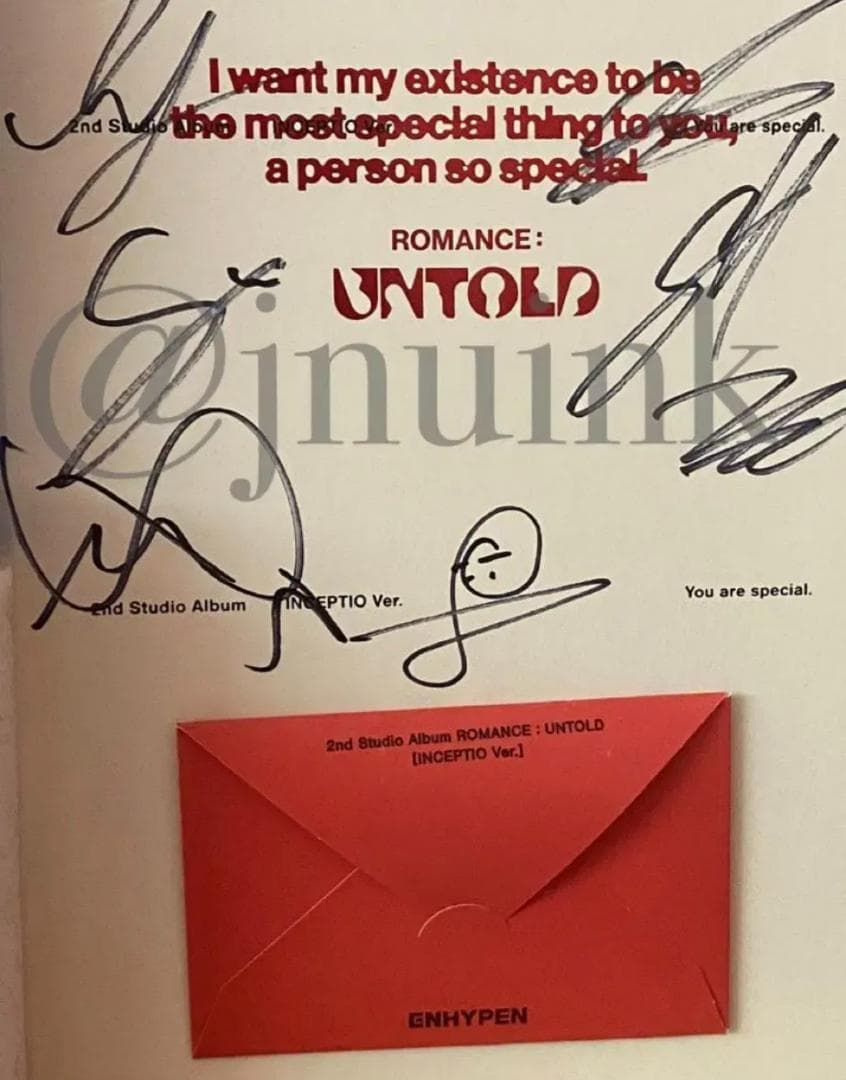 I want my existence to be
2nd Studio Album INCEPTIO Ver. You are special.
the most special thing to you,
a person so special.
ROMANCE :
UNTOLD
@jnuink
2nd Studio Album INCEPTIO Ver. You are special.
2nd Studio Album ROMANCE : UNTOLD
[INCEPTIO Ver.]
ENHYPEN